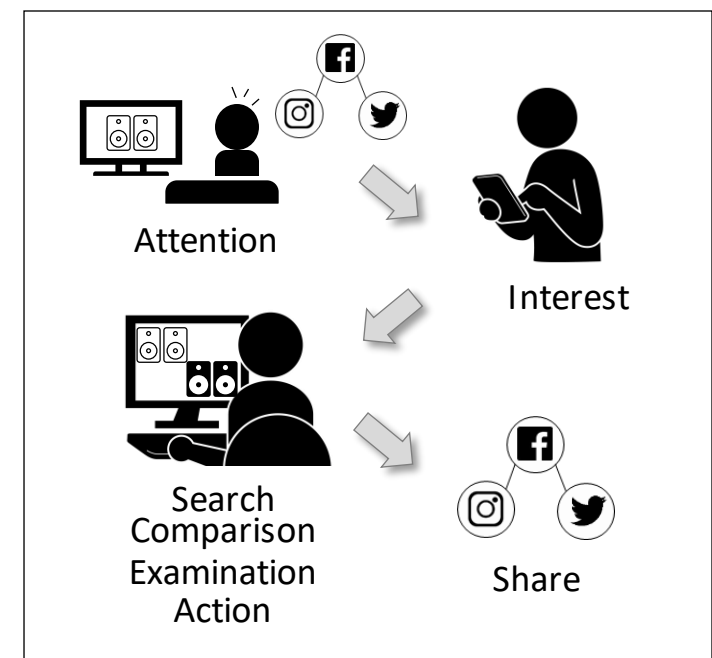 Attention
Interest
Search
Comparison
Examination
Action
Share